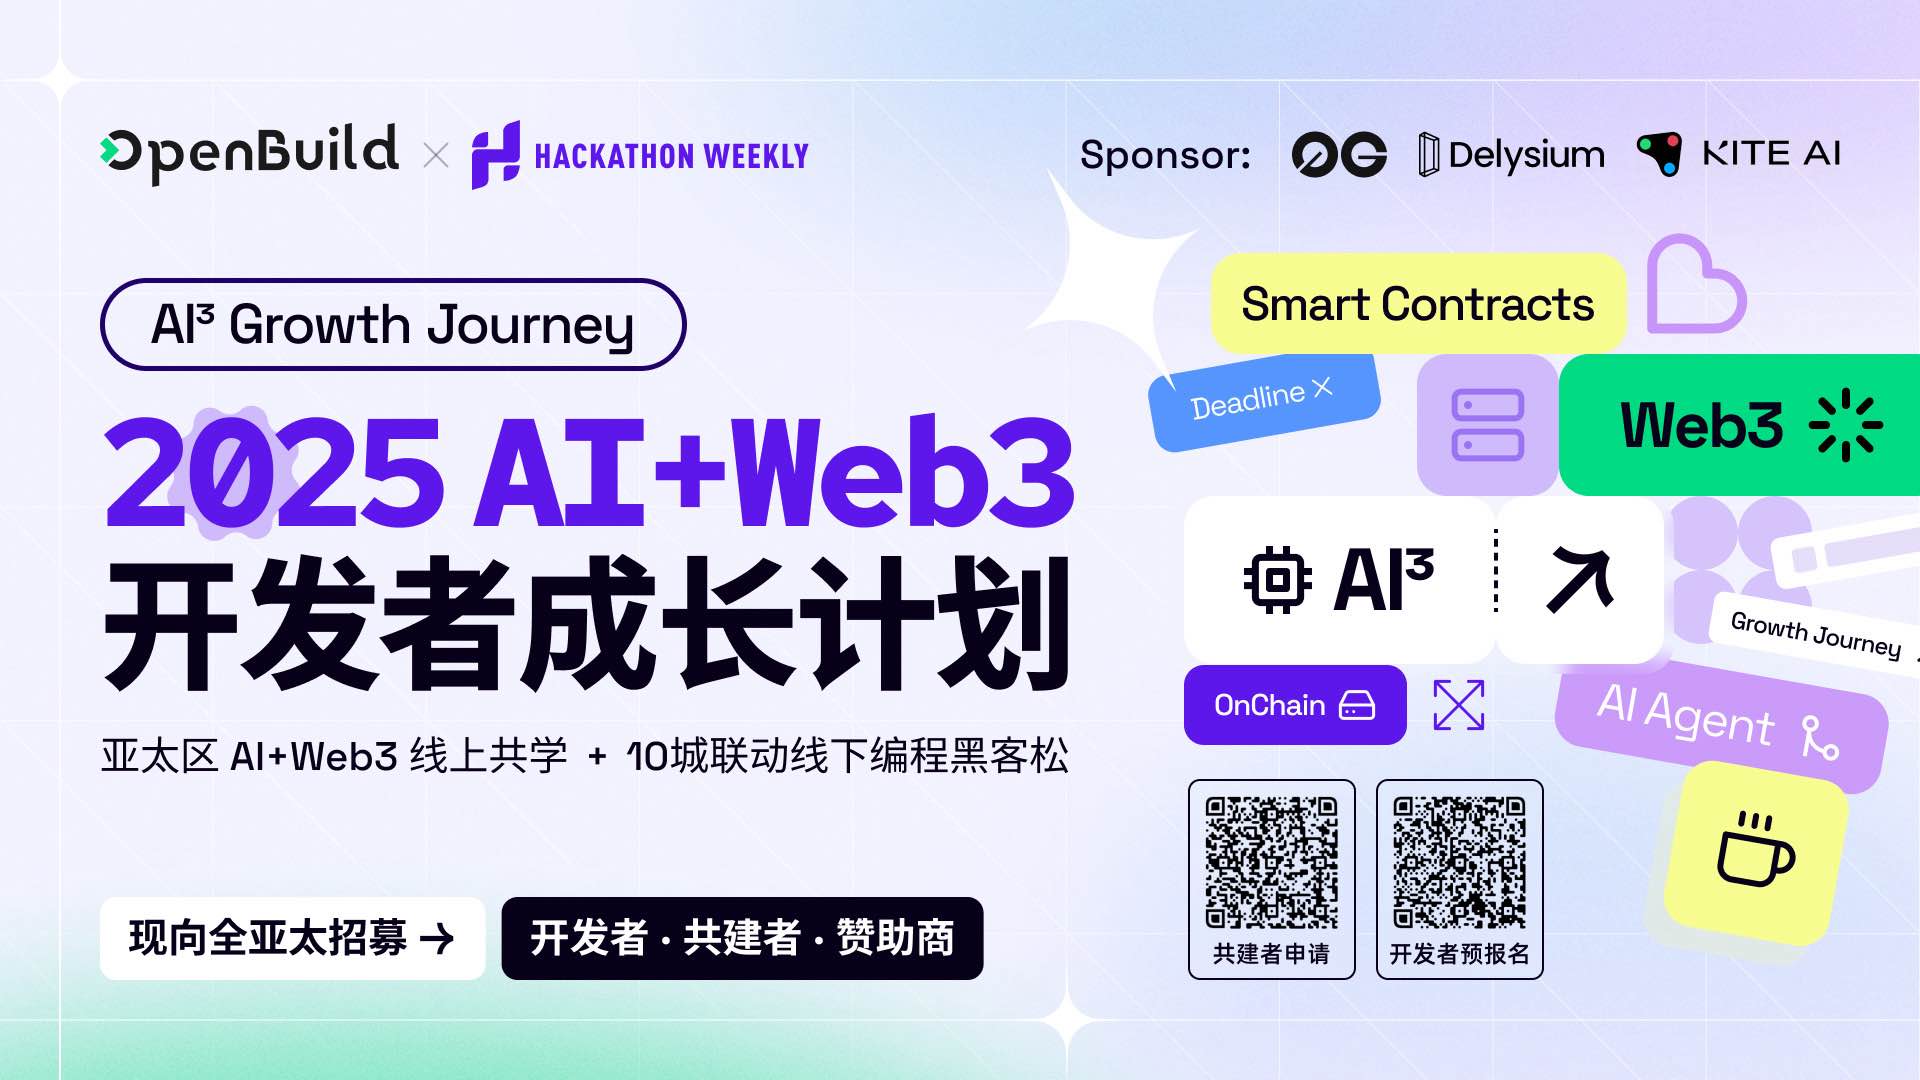 OpenBuild × HACKATHON WEEKLY
Sponsor: 0G Delysium KITE AI
AI³ Growth Journey
2025 AI+Web3
开发者成长计划
亚太区 AI+Web3 线上共学 + 10城联动线下编程黑客松
现向全亚太招募
开发者 · 共建者 · 赞助商
Smart Contracts
Deadline
Web3
AI³
Growth Journey
OnChain
AI Agent
共建者申请
开发者预报名